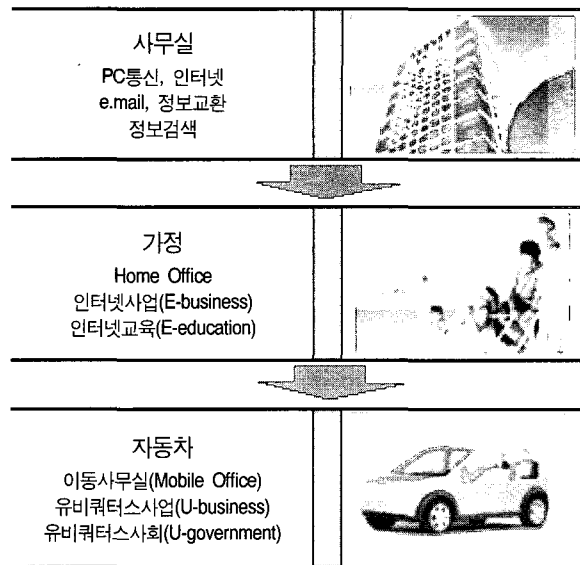 사무실
PC통신, 인터넷
e.mail, 정보교환
정보검색
가정
Home Office
인터넷사업(E-business)
인터넷교육(E-education)
자동차
이동사무실(Mobile Office)
유비쿼터스사업(U-business)
유비쿼터스사회(U-government)